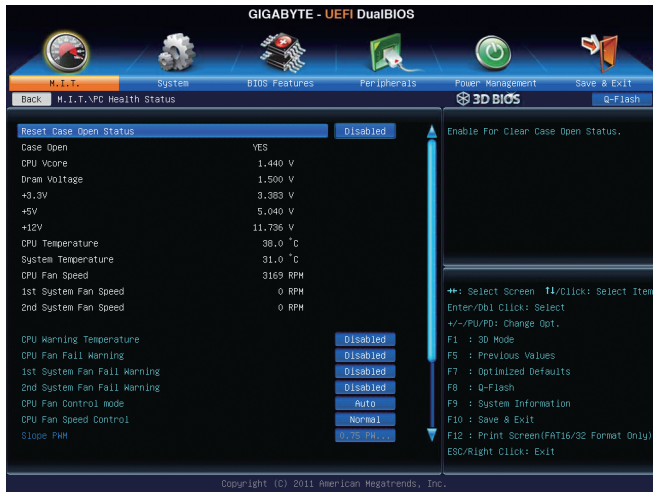 GIGABYTE - UEFI DualBIOS
M.I.T. System BIOS Features Peripherals Power Management Save & Exit
Back M.I.T.\PC Health Status 3D BIOS Q-Flash
Reset Case Open Status Disabled
Case Open YES
CPU Vcore 1.440 V
Dram Voltage 1.500 V
+3.3V 3.383 V
+5V 5.040 V
+12V 11.736 V
CPU Temperature 38.0 °C
System Temperature 31.0 °C
CPU Fan Speed 3169 RPM
1st System Fan Speed 0 RPM
2nd System Fan Speed 0 RPM
CPU Warning Temperature Disabled
CPU Fan Fail Warning Disabled
1st System Fan Fail Warning Disabled
2nd System Fan Fail Warning Disabled
CPU Fan Control mode Auto
CPU Fan Speed Control Normal
Slope PWM 0.75 PW...
Enable For Clear Case Open Status.
→←: Select Screen ↑↓/Click: Select Item
Enter/Dbl Click: Select
+/-/PU/PD: Change Opt.
F1 : 3D Mode
F5 : Previous Values
F7 : Optimized Defaults
F8 : Q-Flash
F9 : System Information
F10 : Save & Exit
F12 : Print Screen(FAT16/32 Format Only)
ESC/Right Click: Exit
Copyright (C) 2011 American Megatrends, Inc.